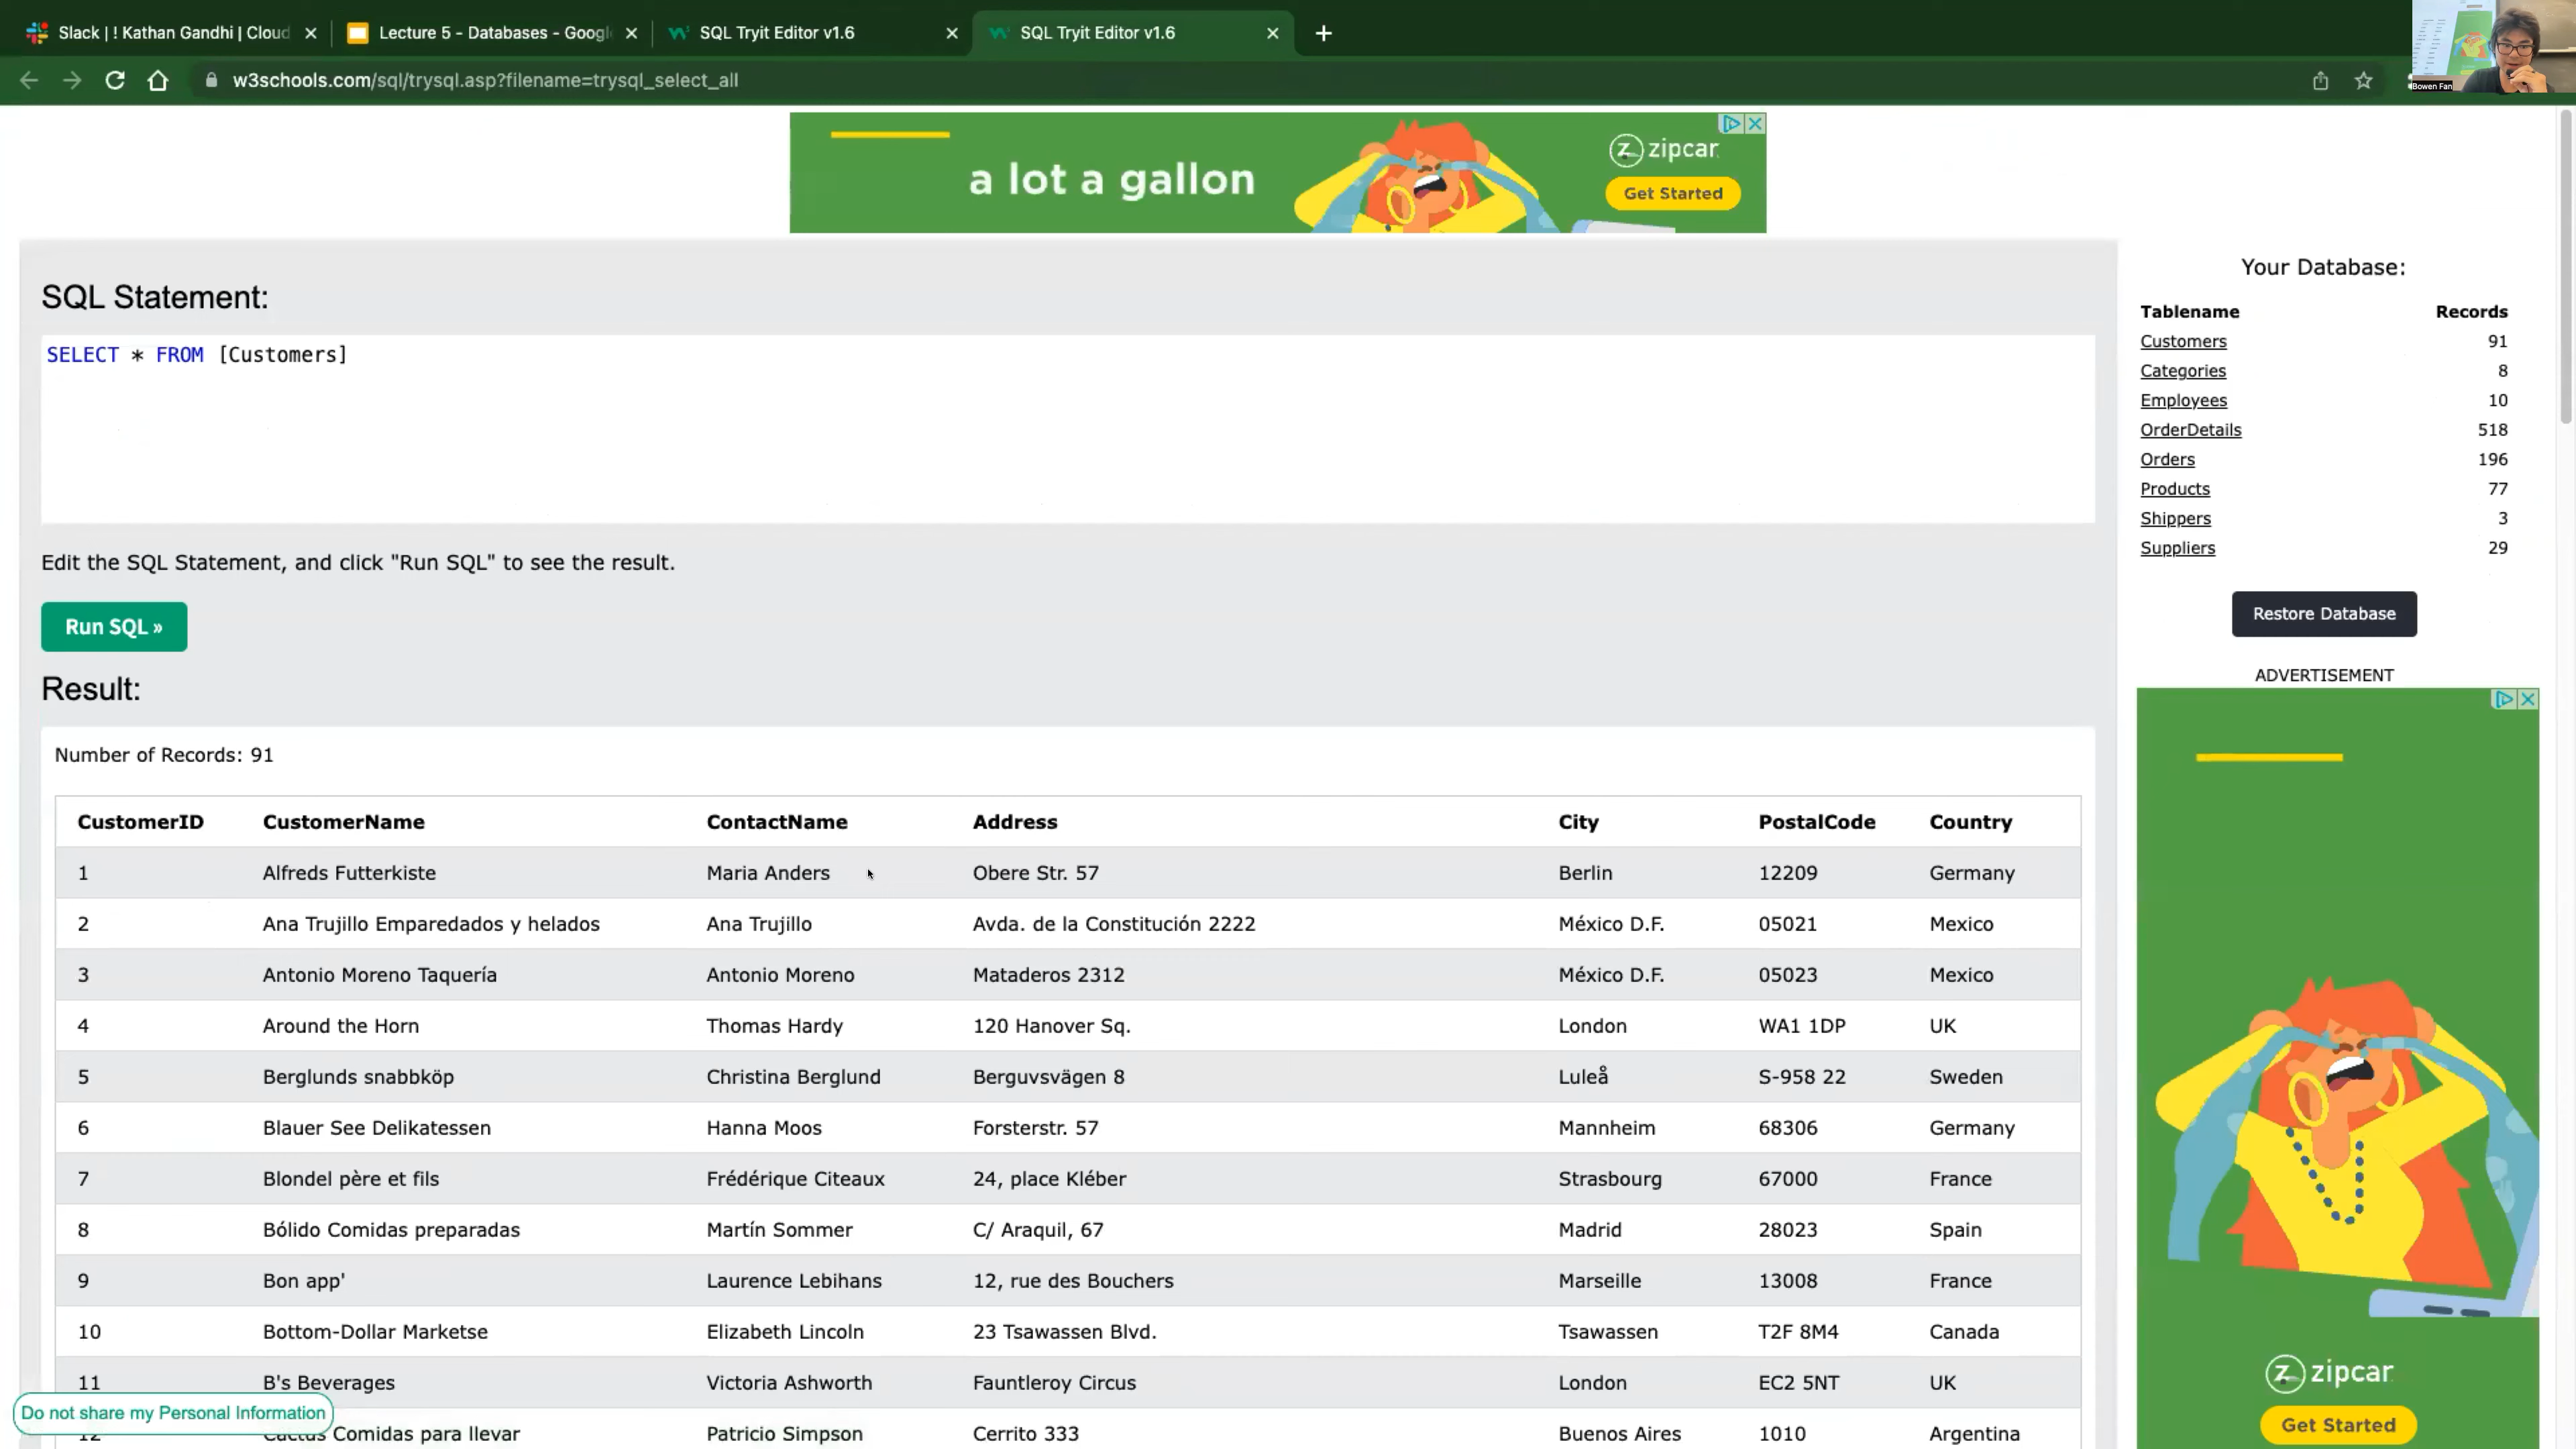 Slack | ! Kathan Gandhi | Cloud
Lecture 5 - Databases - Googl
SQL Tryit Editor v1.6
SQL Tryit Editor v1.6
w3schools.com/sql/trysql.asp?filename=trysql_select_all
Bowen Fan
a lot a gallon
zipcar
Get Started
SQL Statement:
SELECT * FROM [Customers]
Edit the SQL Statement, and click "Run SQL" to see the result.
Run SQL »
Result:
Number of Records: 91
CustomerID CustomerName ContactName Address City PostalCode Country
1 Alfreds Futterkiste Maria Anders Obere Str. 57 Berlin 12209 Germany
2 Ana Trujillo Emparedados y helados Ana Trujillo Avda. de la Constitución 2222 México D.F. 05021 Mexico
3 Antonio Moreno Taquería Antonio Moreno Mataderos 2312 México D.F. 05023 Mexico
4 Around the Horn Thomas Hardy 120 Hanover Sq. London WA1 1DP UK
5 Berglunds snabbköp Christina Berglund Berguvsvägen 8 Luleå S-958 22 Sweden
6 Blauer See Delikatessen Hanna Moos Forsterstr. 57 Mannheim 68306 Germany
7 Blondel père et fils Frédérique Citeaux 24, place Kléber Strasbourg 67000 France
8 Bólido Comidas preparadas Martín Sommer C/ Araquil, 67 Madrid 28023 Spain
9 Bon app' Laurence Lebihans 12, rue des Bouchers Marseille 13008 France
10 Bottom-Dollar Marketse Elizabeth Lincoln 23 Tsawassen Blvd. Tsawassen T2F 8M4 Canada
11 B's Beverages Victoria Ashworth Fauntleroy Circus London EC2 5NT UK
12 Cactus Comidas para llevar Patricio Simpson Cerrito 333 Buenos Aires 1010 Argentina
Do not share my Personal Information
Your Database:
Tablename Records
Customers 91
Categories 8
Employees 10
OrderDetails 518
Orders 196
Products 77
Shippers 3
Suppliers 29
Restore Database
ADVERTISEMENT
zipcar
Get Started